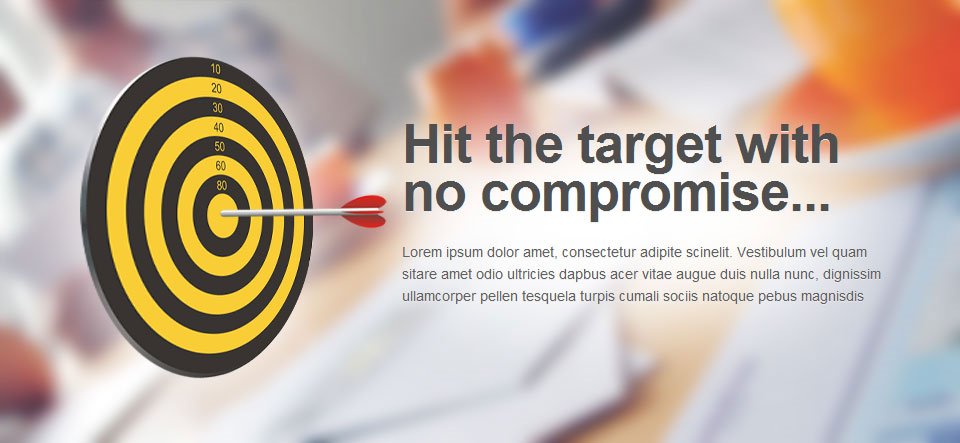 10
20
30
40
50
60
80
Hit the target with
no compromise...
Lorem ipsum dolor amet, consectetur adipite scinelit. Vestibulum vel quam
sitare amet odio ultricies dapbus acer vitae augue duis nulla nunc, dignissim
ullamcorper pellen tesquela turpis cumali sociis natoque pebus magnisdis